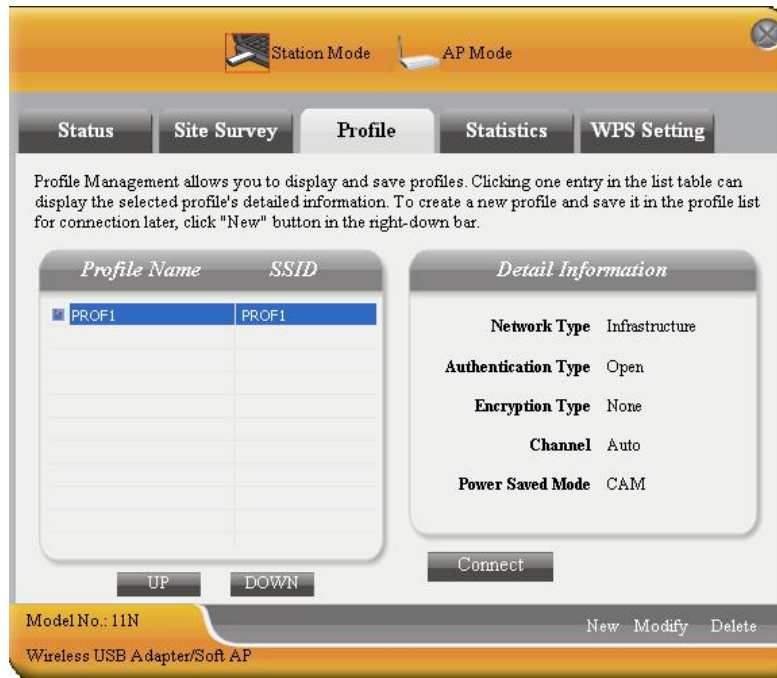 Station Mode AP Mode
Status Site Survey Profile Statistics WPS Setting
Profile Management allows you to display and save profiles. Clicking one entry in the list table can
display the selected profile's detailed information. To create a new profile and save it in the profile list
for connection later, click "New" button in the right-down bar.
Profile Name SSID
PROF1 PROF1
Detail Information
Network Type Infrastructure
Authentication Type Open
Encryption Type None
Channel Auto
Power Saved Mode CAM
UP DOWN
Connect
Model No.: 11N
New Modify Delete
Wireless USB Adapter/Soft AP